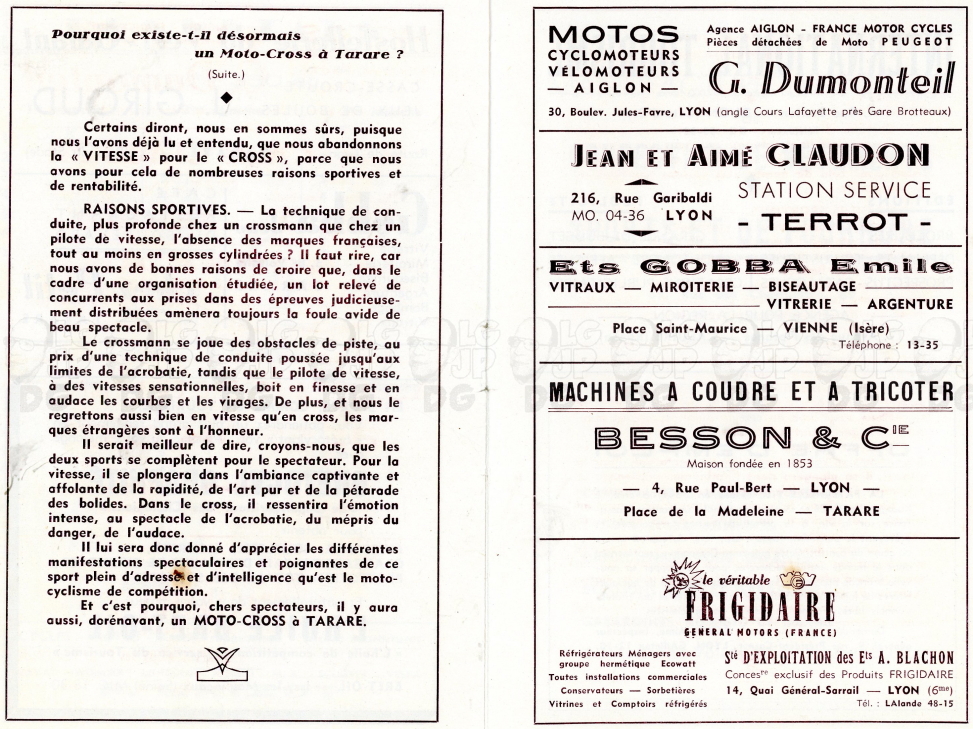 Pourquoi existe-t-il désormais
un Moto-Cross à Tarare ?
(Suite.)
Certains diront, nous en sommes sûrs, puisque
nous l'avons déjà lu et entendu, que nous abandonnons
la « VITESSE » pour le « CROSS », parce que nous
avons pour cela de nombreuses raisons sportives et
de rentabilité.
RAISONS SPORTIVES. — La technique de con-
duite, plus profonde chez un crossmann que chez un
pilote de vitesse, l'absence des marques françaises,
tout au moins en grosses cylindrées ? Il faut rire, car
nous avons de bonnes raisons de croire que, dans le
cadre d'une organisation étudiée, un lot relevé de
concurrents aux prises dans des épreuves judicieuse-
ment distribuées amènera toujours la foule avide de
beau spectacle.
Le crossmann se joue des obstacles de piste, au
prix d'une technique de conduite poussée jusqu'aux
limites de l'acrobatie, tandis que le pilote de vitesse,
à des vitesses sensationnelles, boit en finesse et en
audace les courbes et les virages. De plus, et nous le
regrettons aussi bien en vitesse qu'en cross, les mar-
ques étrangères sont à l'honneur.
Il serait meilleur de dire, croyons-nous, que les
deux sports se complètent pour le spectateur. Pour la
vitesse, il se plongera dans l'ambiance captivante et
affolante de la rapidité, de l'art pur et de la pétarade
des bolides. Dans le cross, il ressentira l'émotion
intense, au spectacle de l'acrobatie, du mépris du
danger, de l'audace.
Il lui sera donc donné d'apprécier les différentes
manifestations spectaculaires et poignantes de ce
sport plein d'adresse et d'intelligence qu'est le moto-
cyclisme de compétition.
Et c'est pourquoi, chers spectateurs, il y aura
aussi, dorénavant, un MOTO-CROSS à TARARE.
MOTOS
CYCLOMOTEURS
VÉLOMOTEURS
— AIGLON —
Agence AIGLON - FRANCE MOTOR CYCLES
Pièces détachées de Moto PEUGEOT
G. Dumonteil
30, Boulev. Jules-Favre, LYON (angle Cours Lafayette près Gare Brotteaux)
JEAN ET AIMÉ CLAUDON
216, Rue Garibaldi
MO. 04-36 LYON
STATION SERVICE
- TERROT -
Ets GOBBA Emile
VITRAUX — MIROITERIE — BISEAUTAGE
VITRERIE — ARGENTURE
Place Saint-Maurice — VIENNE (Isère)
Téléphone : 13-35
MACHINES A COUDRE ET A TRICOTER
BESSON & CIE
Maison fondée en 1853
— 4, Rue Paul-Bert — LYON —
Place de la Madeleine — TARARE
le véritable
FRIGIDAIRE
GENERAL MOTORS (FRANCE)
Réfrigérateurs Ménagers avec
groupe hermétique Ecowatt
Toutes installations commerciales
Conservateurs — Sorbetières
Vitrines et Comptoirs réfrigérés
Sté D'EXPLOITATION des Ets A. BLACHON
Concesre exclusif des Produits FRIGIDAIRE
14, Quai Général-Sarrail — LYON (6me)
Tél. : LAlande 48-15
LG
JP
DG